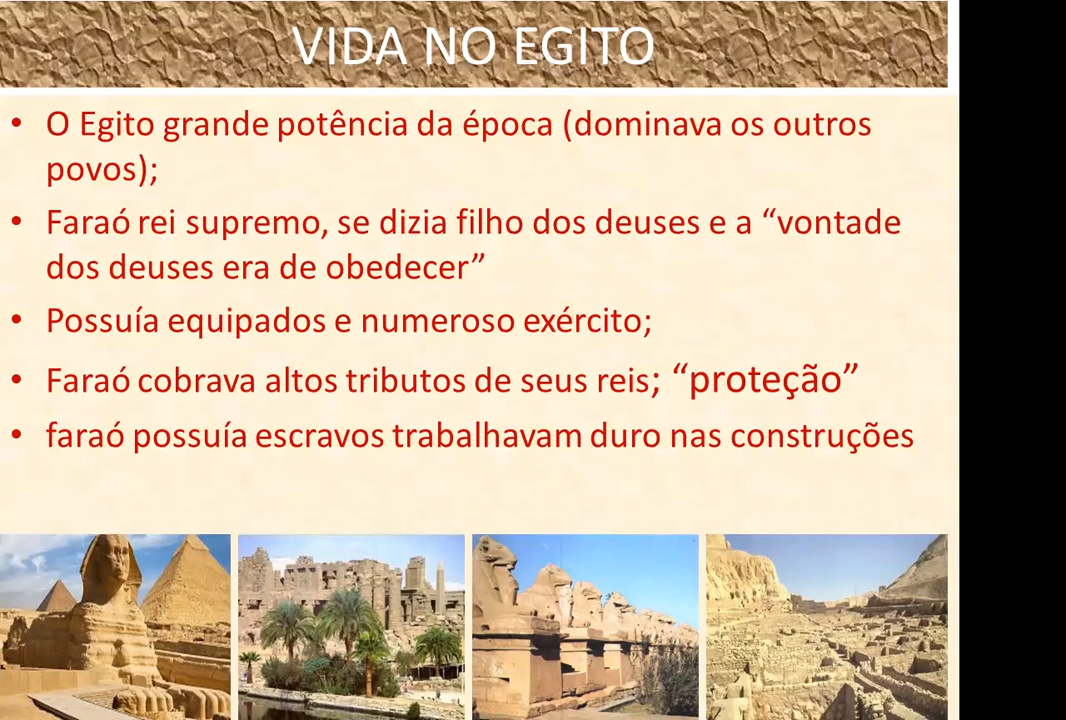 VIDA NO EGITO
• O Egito grande potência da época (dominava os outros
povos);
• Faraó rei supremo, se dizia filho dos deuses e a “vontade
dos deuses era de obedecer”
• Possuía equipados e numeroso exército;
• Faraó cobrava altos tributos de seus reis; “proteção”
• faraó possuía escravos trabalhavam duro nas construções